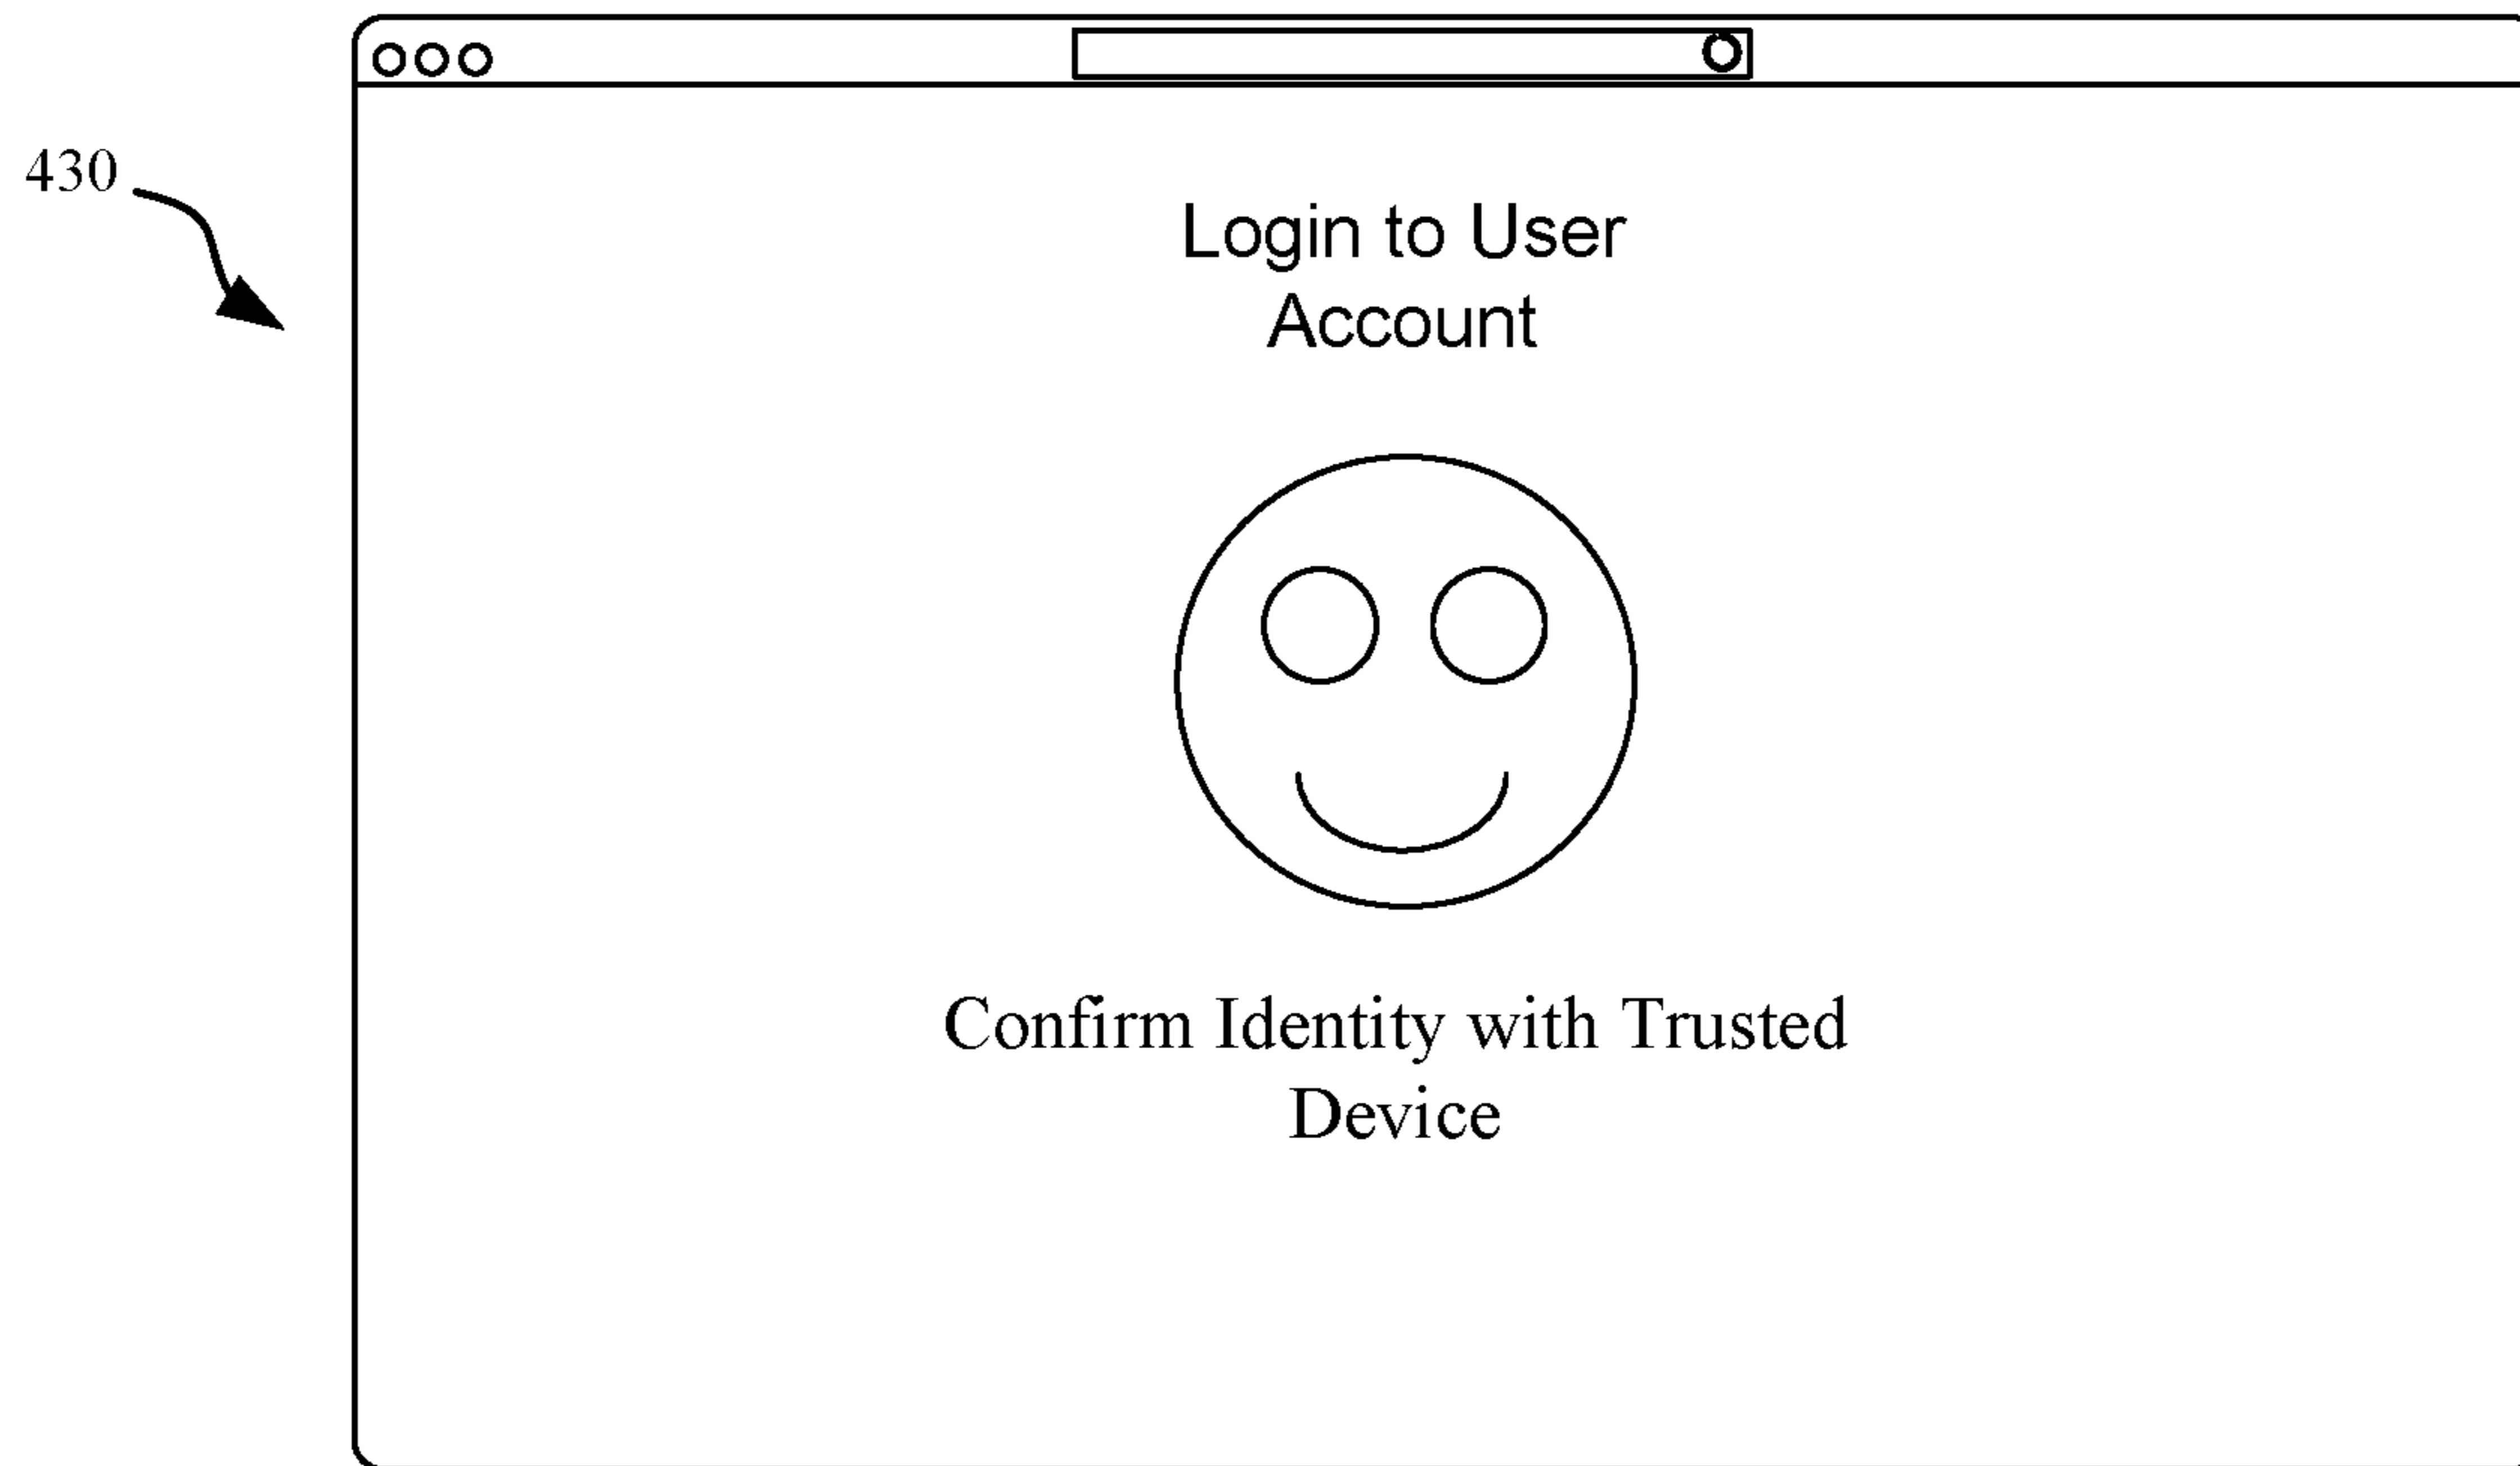 430
Login to User
Account
Confirm Identity with Trusted
Device